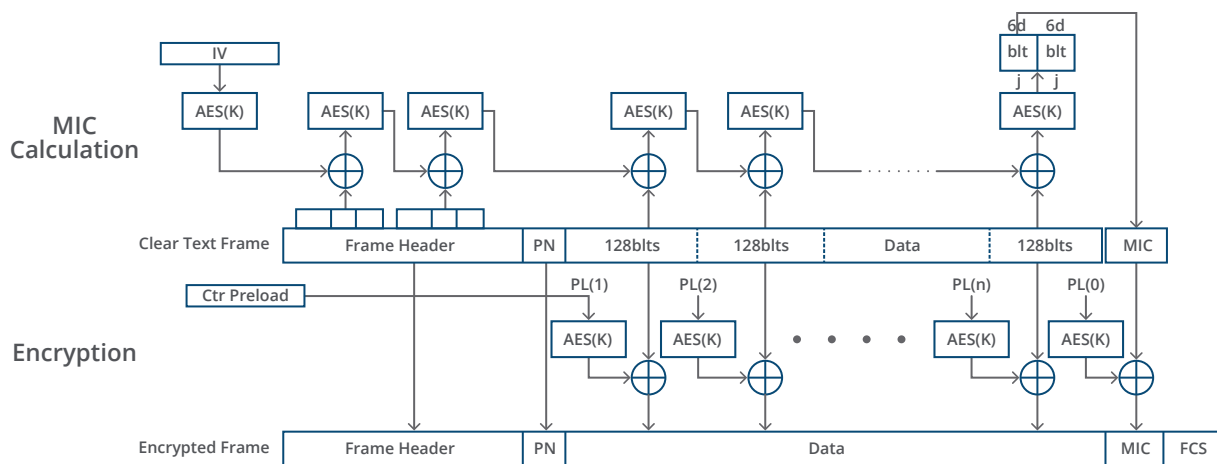 6d 6d
IV
blt blt
j j
AES(K) AES(K) AES(K) AES(K) AES(K) AES(K)
MIC
Calculation
Clear Text Frame Frame Header PN 128blts 128blts Data 128blts MIC
Ctr Preload PL(1) PL(2) PL(n) PL(0)
AES(K) AES(K) AES(K) AES(K)
Encryption
Encrypted Frame Frame Header PN Data MIC FCS